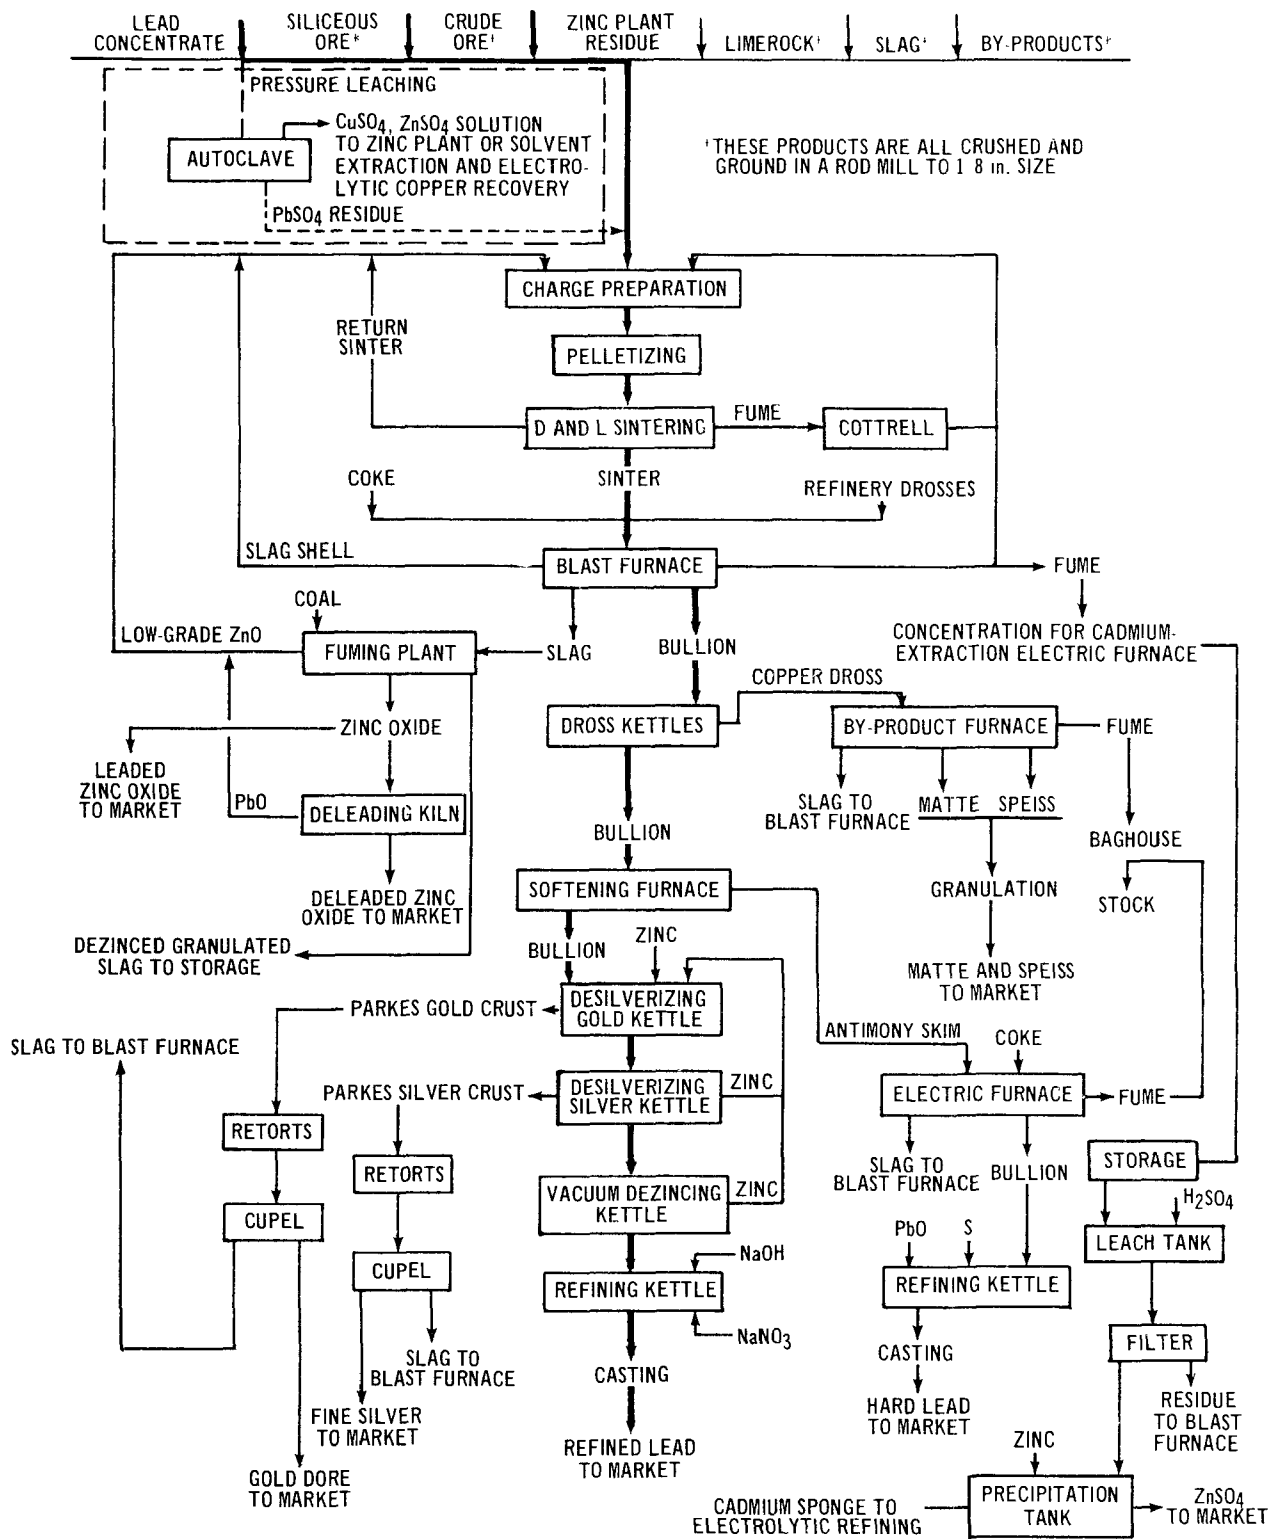 LEAD
CONCENTRATE
SILICEOUS
ORE*
CRUDE
ORE†
ZINC PLANT
RESIDUE
LIMEROCK†
SLAG†
BY-PRODUCTS†
PRESSURE LEACHING
CuSO4, ZnSO4 SOLUTION
TO ZINC PLANT OR SOLVENT
EXTRACTION AND ELECTRO-
LYTIC COPPER RECOVERY
AUTOCLAVE
PbSO4 RESIDUE
†THESE PRODUCTS ARE ALL CRUSHED AND
GROUND IN A ROD MILL TO 1 8 in. SIZE
CHARGE PREPARATION
RETURN
SINTER
PELLETIZING
D AND L SINTERING
FUME
COTTRELL
COKE
SINTER
REFINERY DROSSES
SLAG SHELL
BLAST FURNACE
FUME
COAL
LOW-GRADE ZnO
FUMING PLANT
SLAG
BULLION
CONCENTRATION FOR CADMIUM-
EXTRACTION ELECTRIC FURNACE
COPPER DROSS
ZINC OXIDE
DROSS KETTLES
BY-PRODUCT FURNACE
FUME
LEADED
ZINC OXIDE
TO MARKET
PbO
DELEADING KILN
SLAG TO
BLAST FURNACE
MATTE
SPEISS
BULLION
BAGHOUSE
DELEADED ZINC
OXIDE TO MARKET
SOFTENING FURNACE
GRANULATION
STOCK
DEZINCED GRANULATED
SLAG TO STORAGE
BULLION
ZINC
MATTE AND SPEISS
TO MARKET
PARKES GOLD CRUST
DESILVERIZING
GOLD KETTLE
ANTIMONY SKIM
COKE
SLAG TO BLAST FURNACE
PARKES SILVER CRUST
DESILVERIZING
SILVER KETTLE
ZINC
ELECTRIC FURNACE
FUME
RETORTS
RETORTS
SLAG TO
BLAST FURNACE
BULLION
STORAGE
VACUUM DEZINCING
KETTLE
ZINC
H2SO4
CUPEL
PbO
S
LEACH TANK
CUPEL
NaOH
REFINING KETTLE
REFINING KETTLE
NaNO3
FILTER
SLAG TO
BLAST FURNACE
CASTING
CASTING
FINE SILVER
TO MARKET
HARD LEAD
TO MARKET
RESIDUE
TO BLAST
FURNACE
REFINED LEAD
TO MARKET
ZINC
GOLD DORE
TO MARKET
CADMIUM SPONGE TO
ELECTROLYTIC REFINING
PRECIPITATION
TANK
ZnSO4
TO MARKET